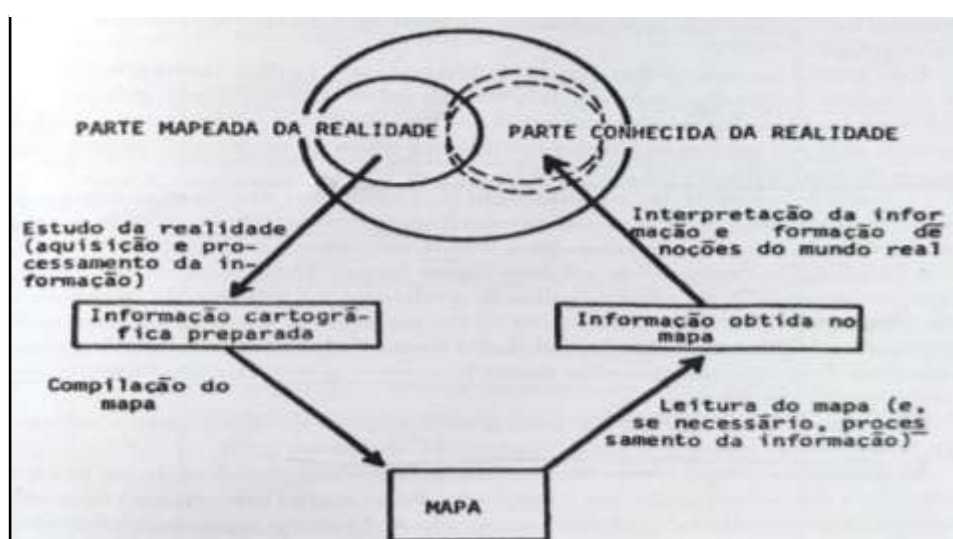 PARTE MAPEADA DA REALIDADE
PARTE CONHECIDA DA REALIDADE
Estudo da realidade
(aquisição e pro-
cessamento da in-
formação)
Interpretação da infor
mação e formação de
noções do mundo real
Informação cartográ-
fica preparada
Informação obtida no
mapa
Compilação do
mapa
Leitura do mapa (e,
se necessário, proces
samento da informação)
MAPA